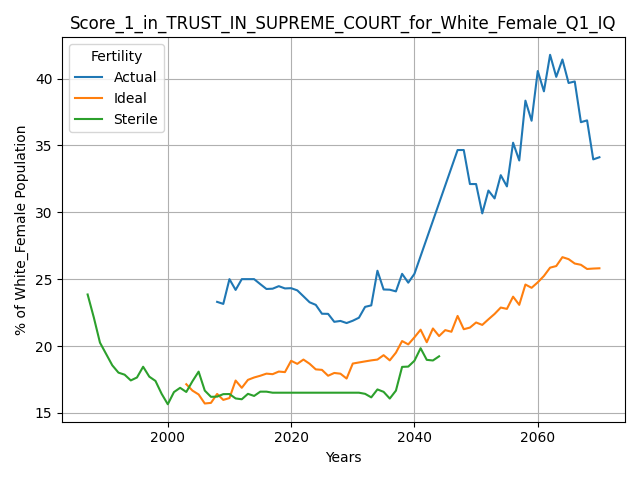 Score_1_in_TRUST_IN_SUPREME_COURT_for_White_Female_Q1_IQ
Fertility
Actual
Ideal
Sterile
% of White_Female Population
40
35
30
25
20
15
2000
2020
2040
2060
Years